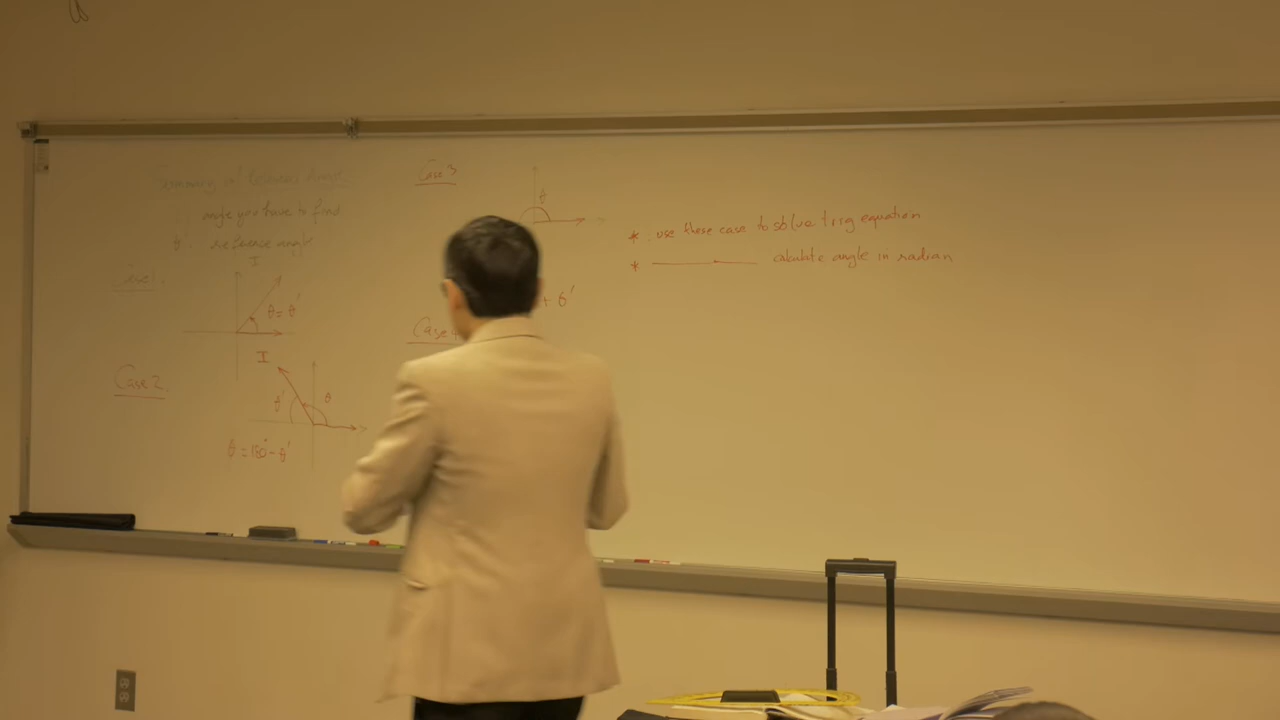 Summary of Reference Angle
: angle you have to find
θ : reference angle
Case 1.
I
θ = θ'
Case 2.
I
θ'
θ
θ = 180° - θ'
Case 3
θ
+ θ'
Case 4
* : use these case to solve trig equation
* ———— calculate angle in radian